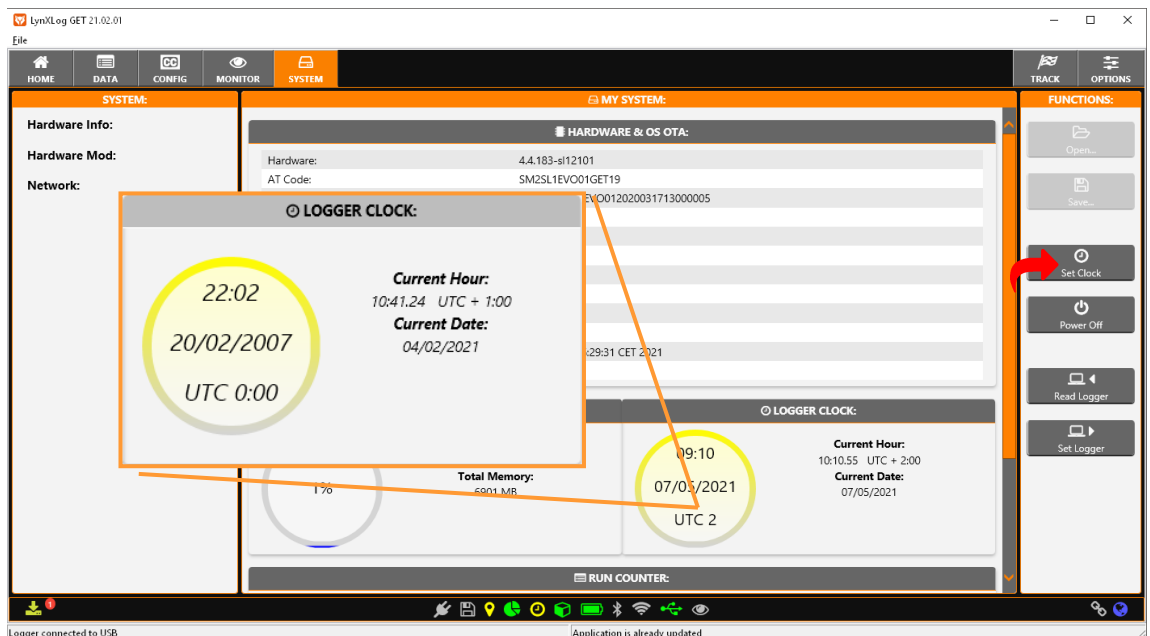 LynXLog GET 21.02.01
File
HOME
DATA
CC
CONFIG
MONITOR
SYSTEM
TRACK
OPTIONS
SYSTEM:
MY SYSTEM:
FUNCTIONS:
Hardware Info:
Hardware Mod:
Network:
HARDWARE & OS OTA:
Hardware: 4.4.183-sl12101
AT Code: SM2SL1EVO01GET19
EVO012020031713000005
:29:31 CET 2021
LOGGER CLOCK:
22:02
20/02/2007
UTC 0:00
Current Hour:
10:41.24 UTC + 1:00
Current Date:
04/02/2021
1%
Total Memory:
6901 MB
LOGGER CLOCK:
09:10
07/05/2021
UTC 2
Current Hour:
10:10.55 UTC + 2:00
Current Date:
07/05/2021
RUN COUNTER:
Open...
Save...
Set Clock
Power Off
Read Logger
Set Logger
1
Logger connected to USB
Application is already updated